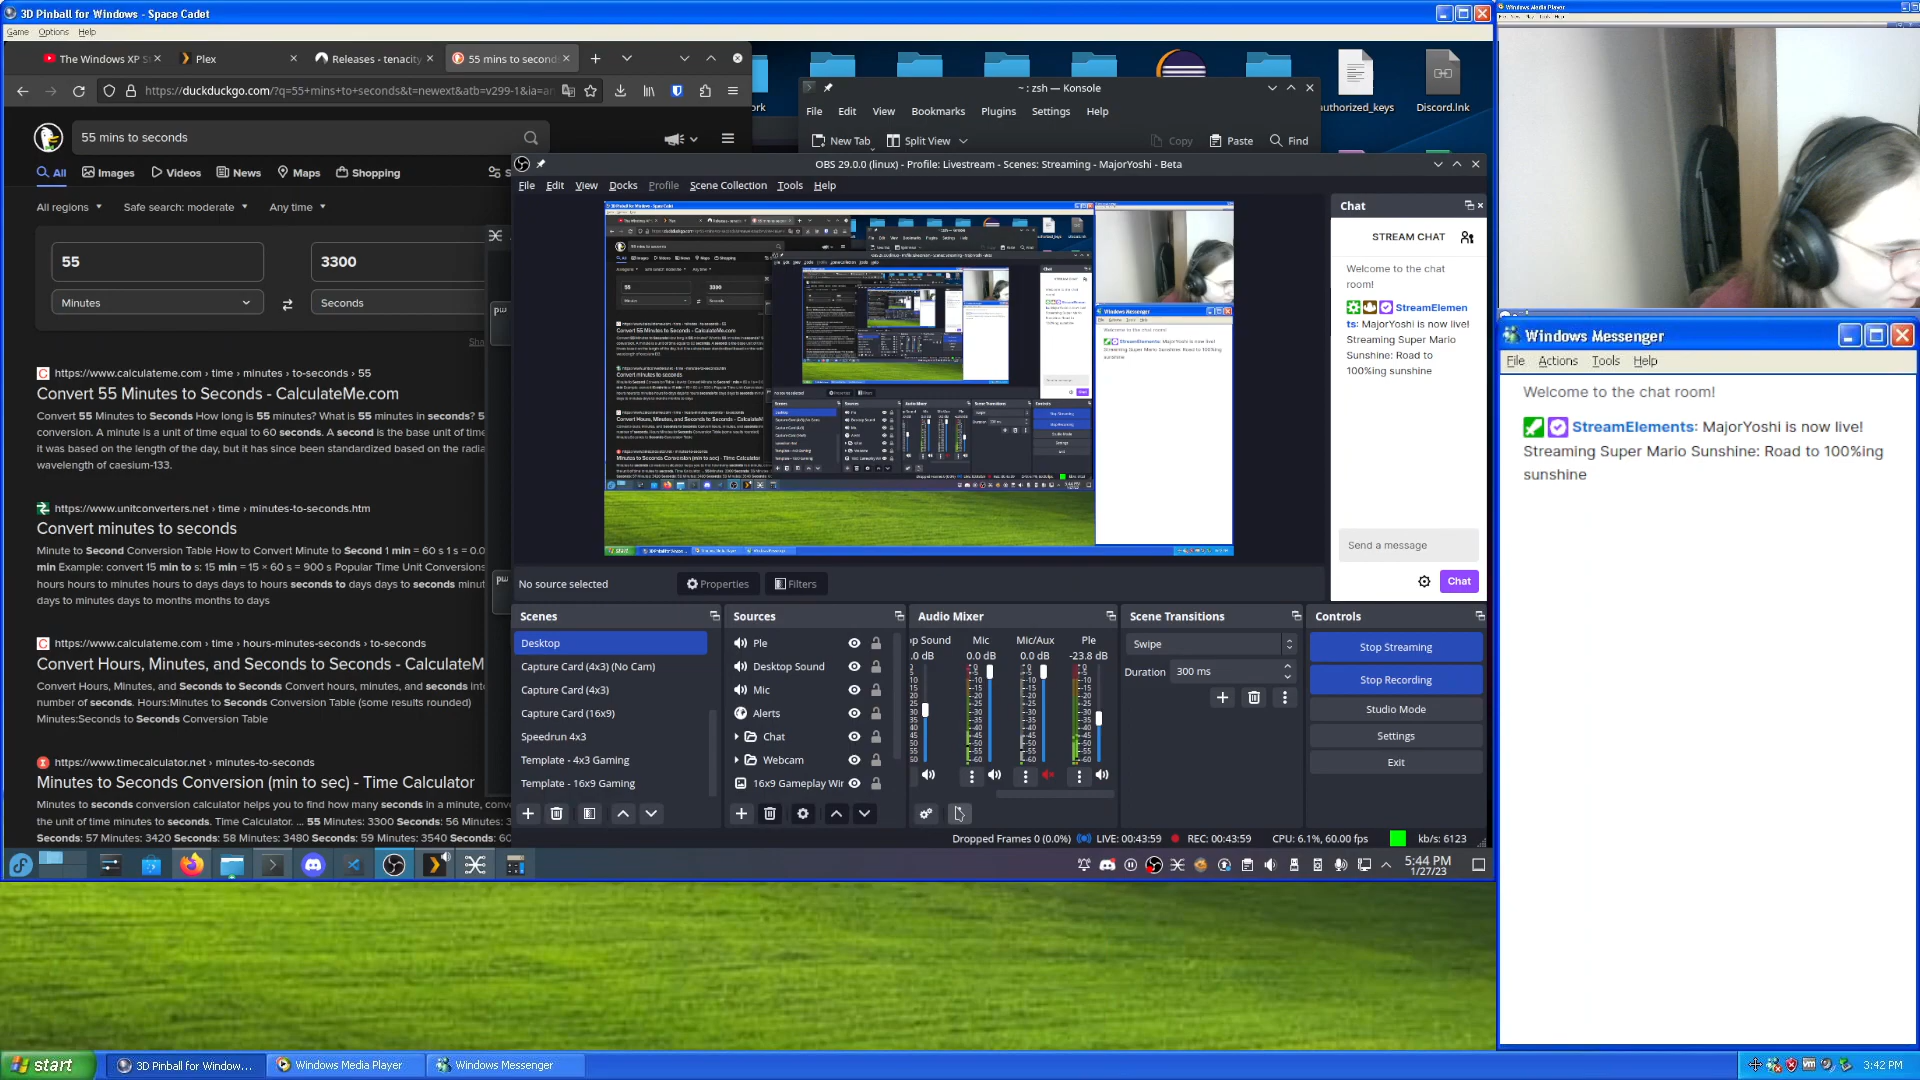 3D Pinball for Windows - Space Cadet
Game Options Help
The Windows XP S
Plex
Releases - tenacity
55 mins to second
https://duckduckgo.com/?q=55+mins+to+seconds&t=newext&atb=v299-1&ia=an
55 mins to seconds
All Images Videos News Maps Shopping
All regions Safe search: moderate Any time
55 3300
Minutes Seconds
https://www.calculateme.com › time › minutes › to-seconds › 55
Convert 55 Minutes to Seconds - CalculateMe.com
Convert 55 Minutes to Seconds How long is 55 minutes? What is 55 minutes in seconds? 5
conversion. A minute is a unit of time equal to 60 seconds. A second is the base unit of time
it was based on the length of the day, but it has since been standardized based on the radia
wavelength of caesium-133.
https://www.unitconverters.net › time › minutes-to-seconds.htm
Convert minutes to seconds
Minute to Second Conversion Table How to Convert Minute to Second 1 min = 60 s 1 s = 0.0
min Example: convert 15 min to s: 15 min = 15 × 60 s = 900 s Popular Time Unit Conversions
hours hours to minutes hours to days days to hours seconds to days days to seconds minut
days to minutes days to months months to days
https://www.calculateme.com › time › hours-minutes-seconds › to-seconds
Convert Hours, Minutes, and Seconds to Seconds - CalculateM
Convert Hours, Minutes, and Seconds to Seconds Convert hours, minutes, and seconds into
number of seconds. Hours:Minutes to Seconds Conversion Table (some results rounded)
Minutes:Seconds to Seconds Conversion Table
https://www.timecalculator.net › minutes-to-seconds
Minutes to Seconds Conversion (min to sec) - Time Calculator
Minutes to seconds conversion calculator helps you to find how many seconds in a minute, conv
the unit of time minutes to seconds. Time Calculator. ... 55 Minutes: 3300 Seconds: 56 Minutes: 3
Seconds: 57 Minutes: 3420 Seconds: 58 Minutes: 3480 Seconds: 59 Minutes: 3540 Seconds: 60
~ : zsh — Konsole
File Edit View Bookmarks Plugins Settings Help
New Tab Split View Copy Paste Find
authorized_keys
Discord.lnk
OBS 29.0.0 (linux) - Profile: Livestream - Scenes: Streaming - MajorYoshi - Beta
File Edit View Docks Profile Scene Collection Tools Help
No source selected Properties Filters
Scenes
Desktop
Capture Card (4x3) (No Cam)
Capture Card (4x3)
Capture Card (16x9)
Speedrun 4x3
Template - 4x3 Gaming
Template - 16x9 Gaming
Sources
Ple
Desktop Sound
Mic
Alerts
Chat
Webcam
16x9 Gameplay Wir
Audio Mixer
p Sound Mic Mic/Aux Ple
.0 dB 0.0 dB 0.0 dB -23.8 dB
Scene Transitions
Swipe
Duration 300 ms
Controls
Stop Streaming
Stop Recording
Studio Mode
Settings
Exit
Dropped Frames 0 (0.0%) LIVE: 00:43:59 REC: 00:43:59 CPU: 6.1%, 60.00 fps kb/s: 6123
Chat
STREAM CHAT
Welcome to the chat
room!
StreamElemen
ts: MajorYoshi is now live!
Streaming Super Mario
Sunshine: Road to
100%ing sunshine
Send a message
Chat
5:44 PM
1/27/23
Windows Media Player
Windows Messenger
File Actions Tools Help
Welcome to the chat room!
StreamElements: MajorYoshi is now live!
Streaming Super Mario Sunshine: Road to 100%ing
sunshine
start
3D Pinball for Window...
Windows Media Player
Windows Messenger
3:42 PM